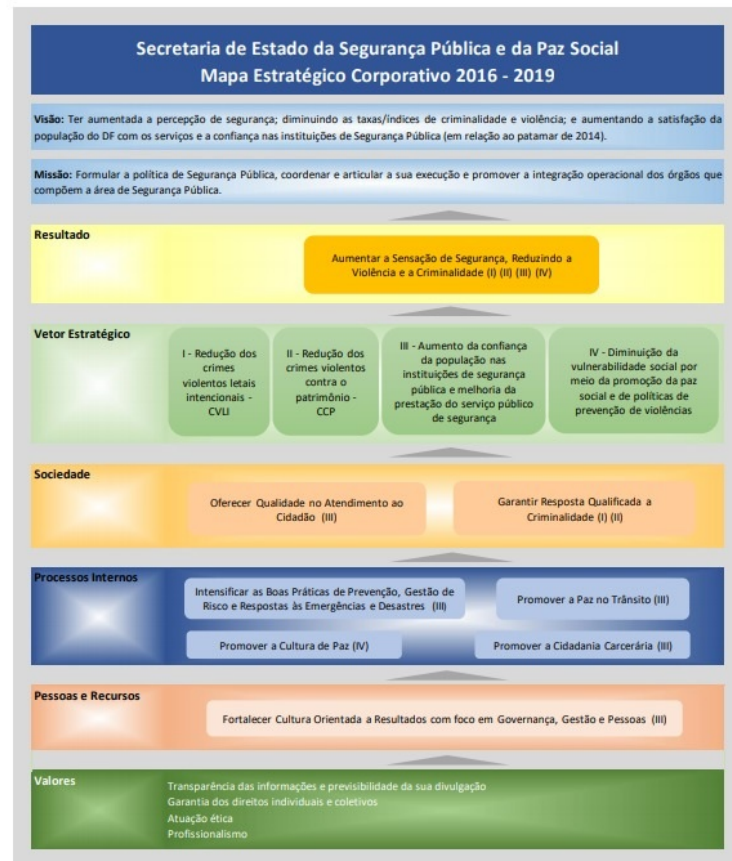 Secretaria de Estado da Segurança Pública e da Paz Social
Mapa Estratégico Corporativo 2016 - 2019
Visão: Ter aumentada a percepção de segurança; diminuindo as taxas/índices de criminalidade e violência; e aumentando a satisfação da
população do DF com os serviços e a confiança nas instituições de Segurança Pública (em relação ao patamar de 2014).
Missão: Formular a política de Segurança Pública, coordenar e articular a sua execução e promover a integração operacional dos órgãos que
compõem a área de Segurança Pública.
Resultado
Aumentar a Sensação de Segurança, Reduzindo a
Violência e a Criminalidade (I) (II) (III) (IV)
Vetor Estratégico
I - Redução dos
crimes
violentos letais
intencionais -
CVLI
II - Redução dos
crimes violentos
contra o
patrimônio -
CCP
III - Aumento da confiança
da população nas
instituições de segurança
pública e melhoria da
prestação do serviço público
de segurança
IV - Diminuição da
vulnerabilidade social por
meio da promoção da paz
social e de políticas de
prevenção de violências
Sociedade
Oferecer Qualidade no Atendimento ao
Cidadão (III)
Garantir Resposta Qualificada a
Criminalidade (I) (II)
Processos Internos
Intensificar as Boas Práticas de Prevenção, Gestão de
Risco e Respostas às Emergências e Desastres (III)
Promover a Paz no Trânsito (III)
Promover a Cultura de Paz (IV)
Promover a Cidadania Carcerária (III)
Pessoas e Recursos
Fortalecer Cultura Orientada a Resultados com foco em Governança, Gestão e Pessoas (III)
Valores
Transparência das informações e previsibilidade da sua divulgação
Garantia dos direitos individuais e coletivos
Atuação ética
Profissionalismo